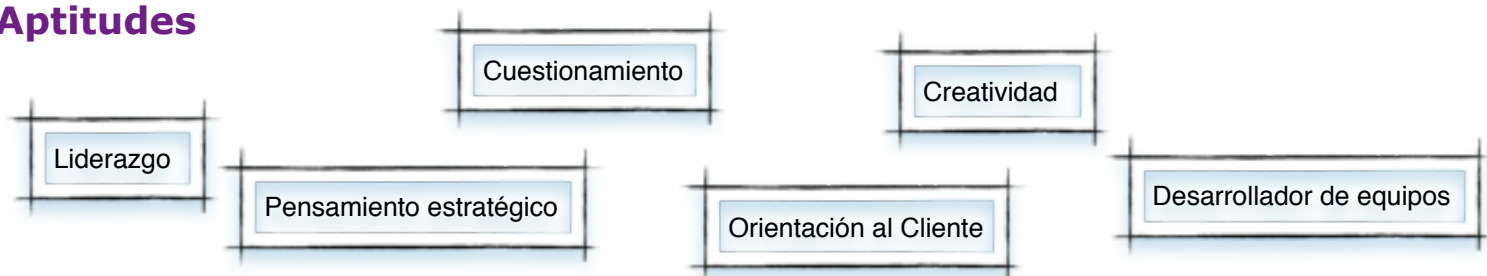 Aptitudes
Cuestionamiento
Creatividad
Liderazgo
Pensamiento estratégico
Orientación al Cliente
Desarrollador de equipos